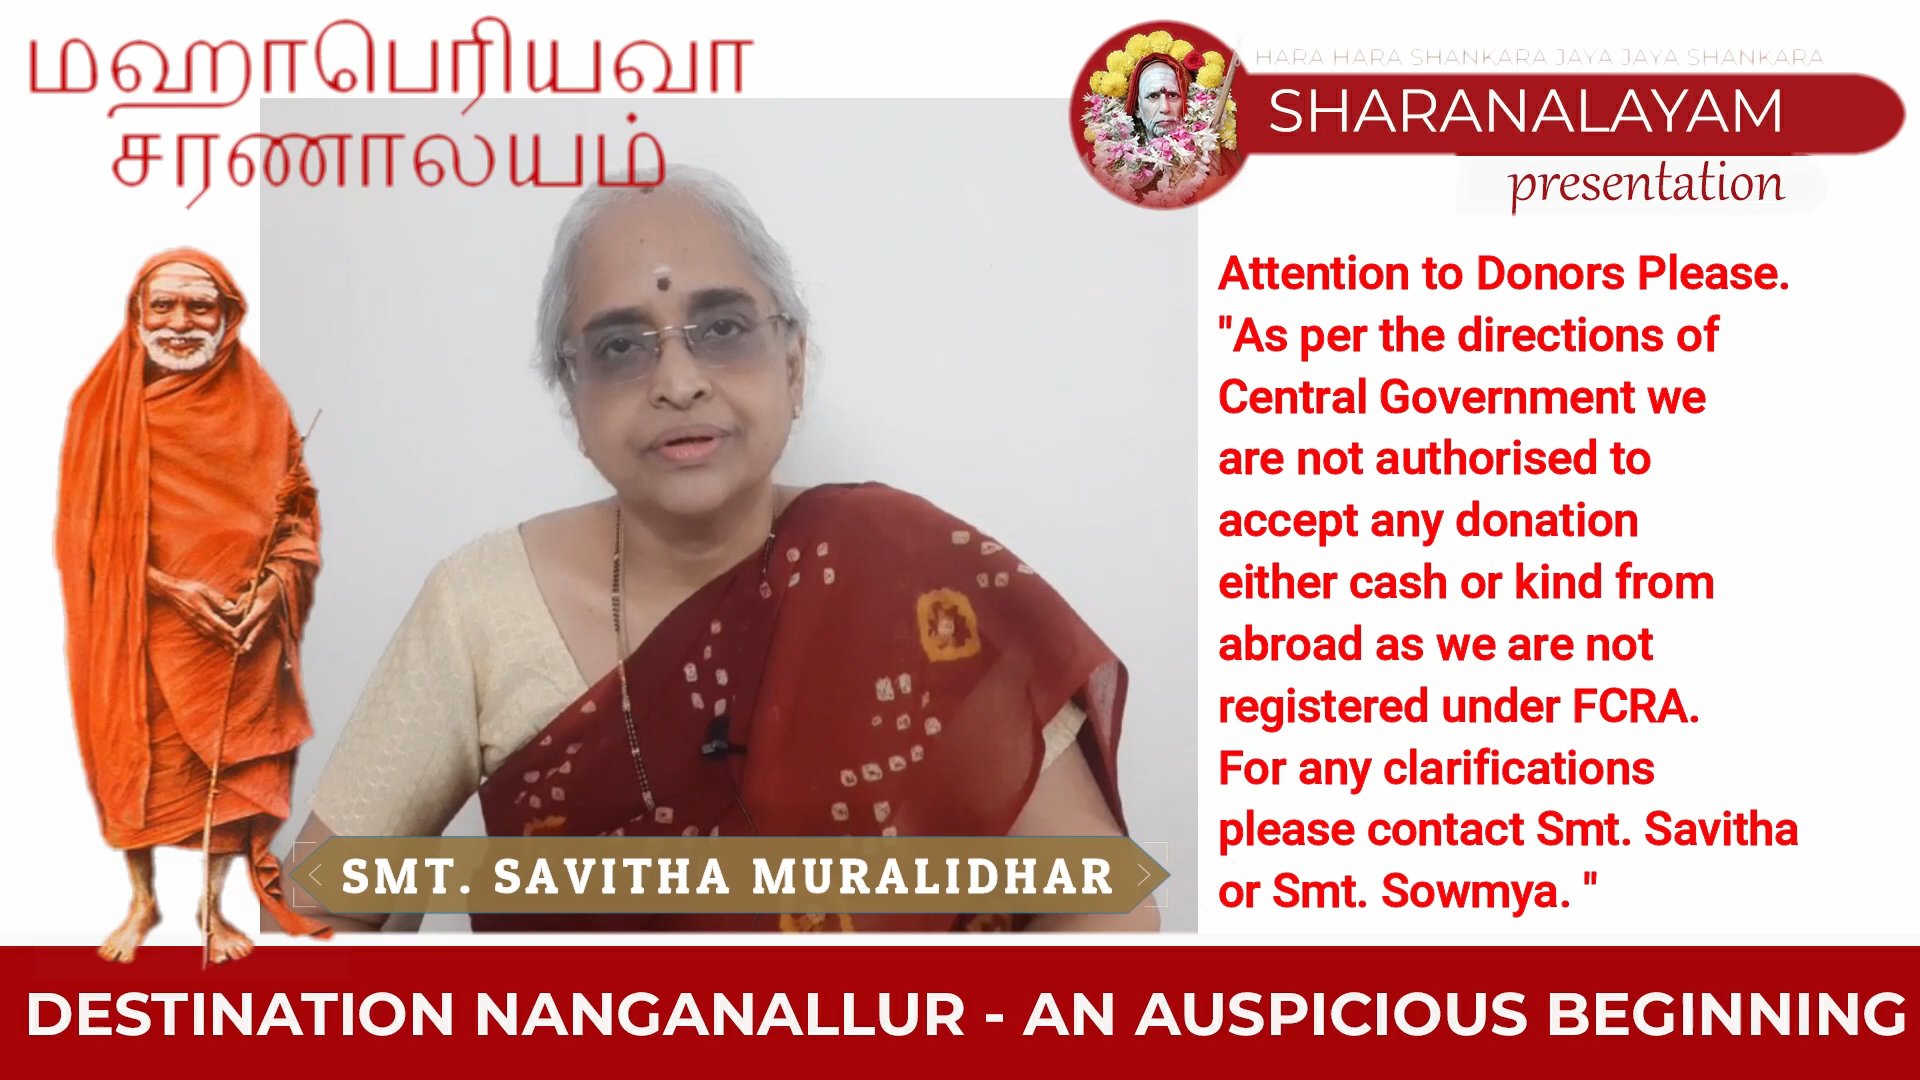 மஹாபெரியவா
சரணாலயம்
HARA HARA SHANKARA JAYA JAYA SHANKARA
SHARANALAYAM
presentation
Attention to Donors Please.
"As per the directions of
Central Government we
are not authorised to
accept any donation
either cash or kind from
abroad as we are not
registered under FCRA.
For any clarifications
please contact Smt. Savitha
or Smt. Sowmya. "
SMT. SAVITHA MURALIDHAR
DESTINATION NANGANALLUR - AN AUSPICIOUS BEGINNING